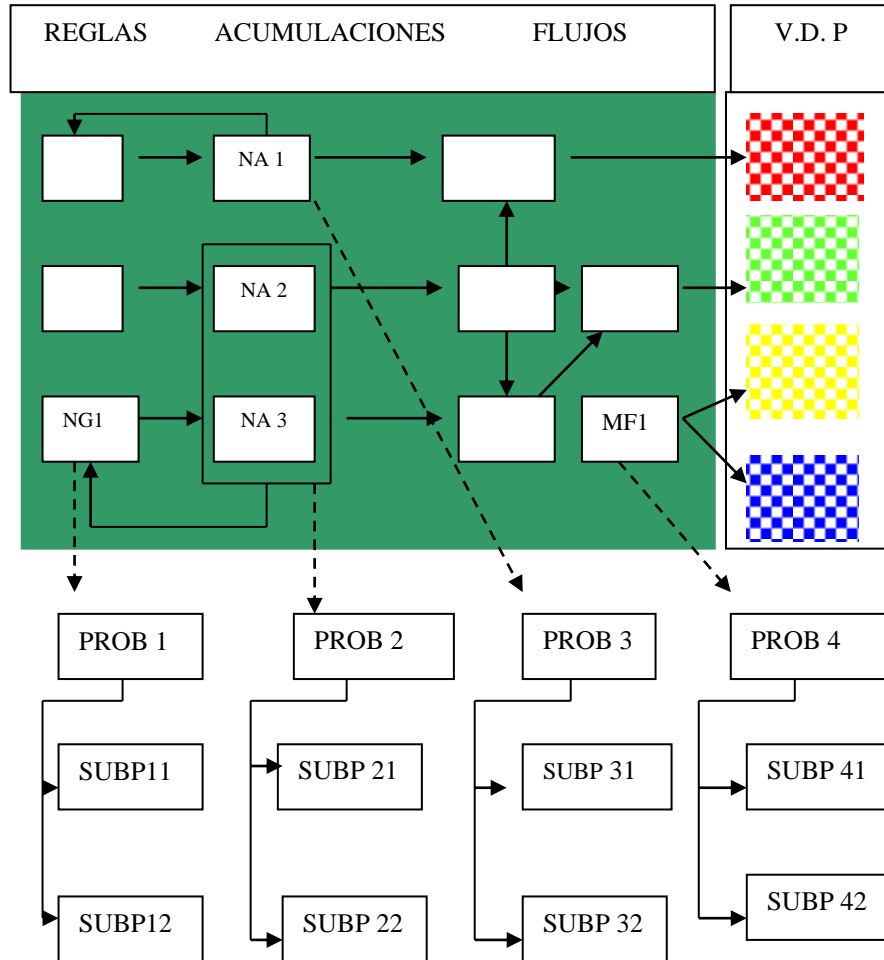 REGLAS ACUMULACIONES FLUJOS V.D. P
NA 1
NA 2
NG1 NA 3 MF1
PROB 1 PROB 2 PROB 3 PROB 4
SUBP11 SUBP 21 SUBP 31 SUBP 41
SUBP12 SUBP 22 SUBP 32 SUBP 42